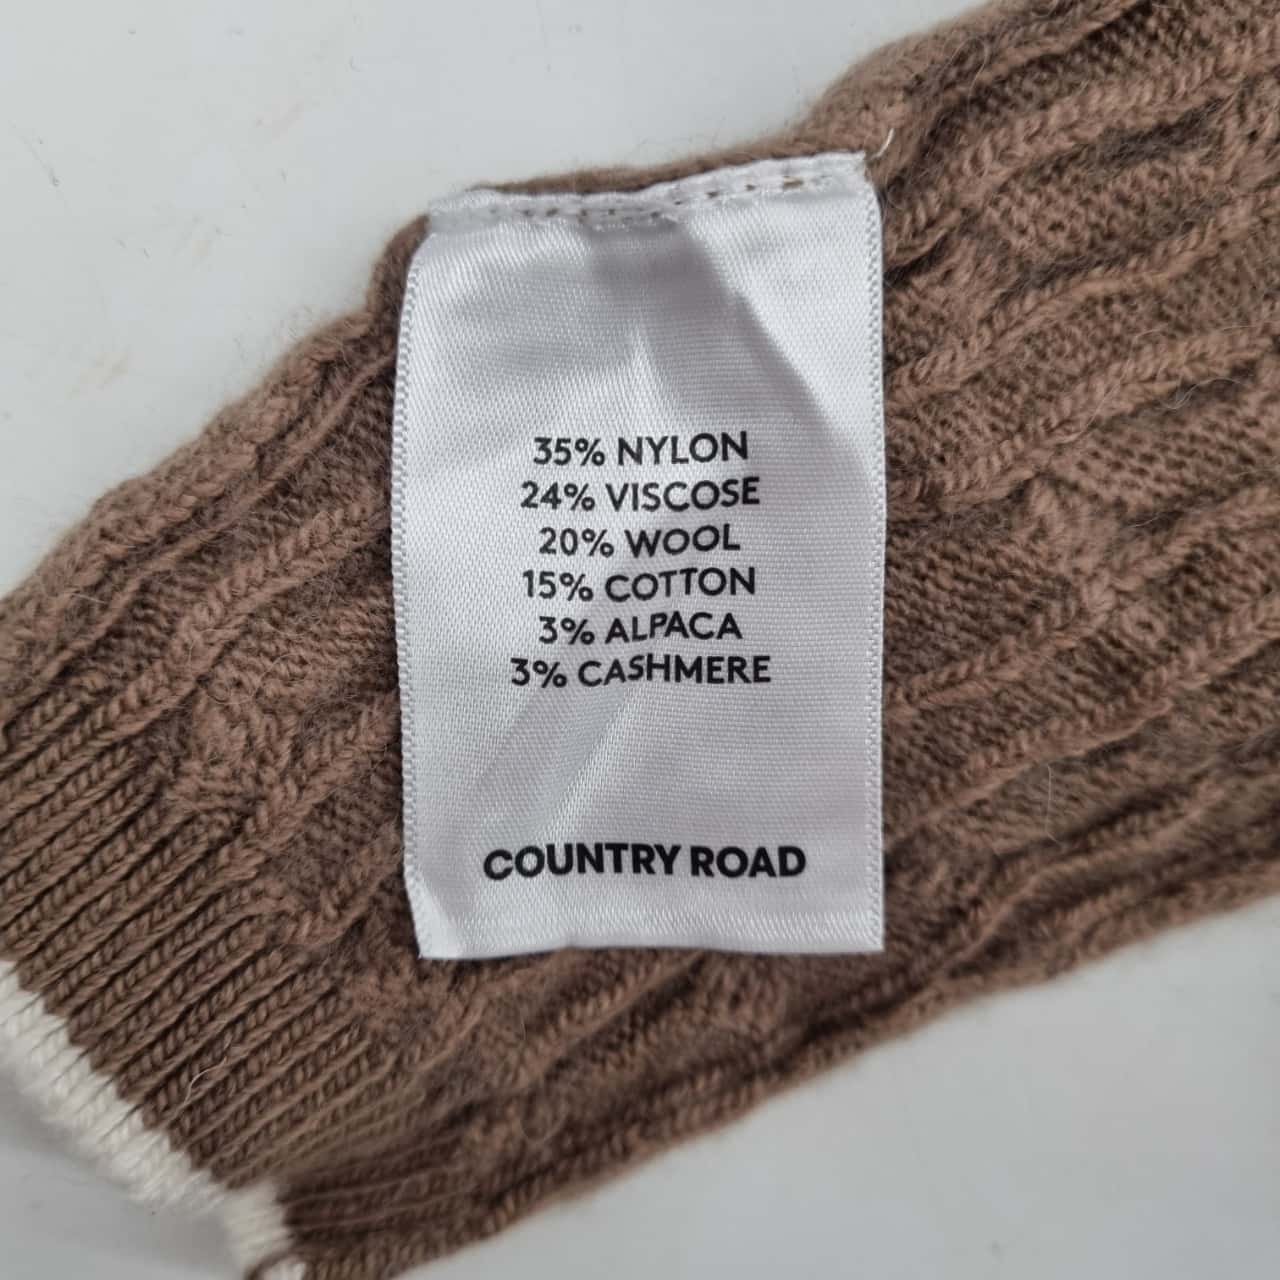 35% NYLON
24% VISCOSE
20% WOOL
15% COTTON
3% ALPACA
3% CASHMERE
COUNTRY ROAD